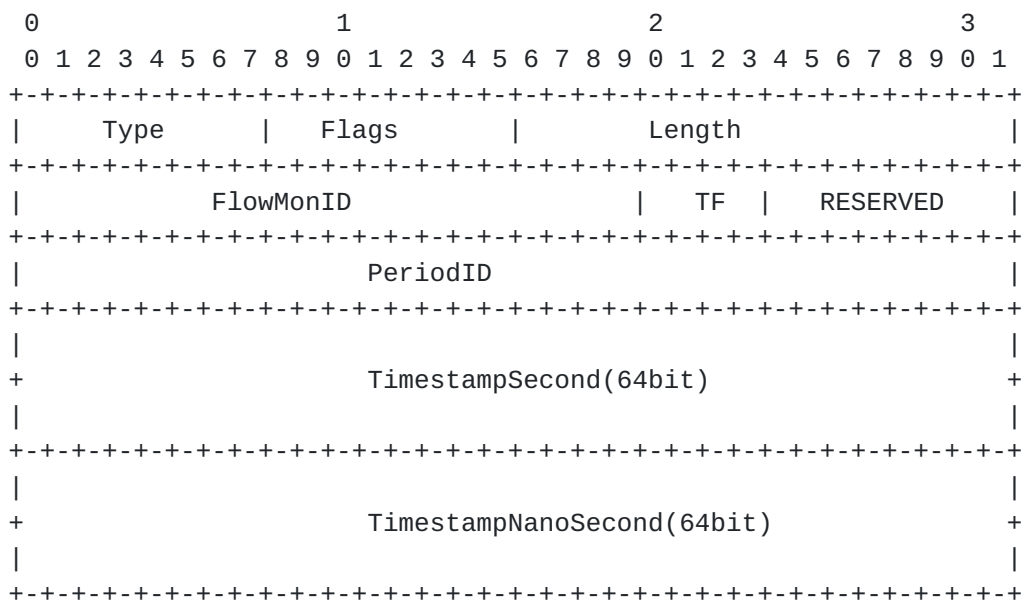 0                   1                   2                   3
 0 1 2 3 4 5 6 7 8 9 0 1 2 3 4 5 6 7 8 9 0 1 2 3 4 5 6 7 8 9 0 1
+-+-+-+-+-+-+-+-+-+-+-+-+-+-+-+-+-+-+-+-+-+-+-+-+-+-+-+-+-+-+-+-+
|     Type      |   Flags       |        Length                 |
+-+-+-+-+-+-+-+-+-+-+-+-+-+-+-+-+-+-+-+-+-+-+-+-+-+-+-+-+-+-+-+-+
|            FlowMonID                  |   TF  |   RESERVED    |
+-+-+-+-+-+-+-+-+-+-+-+-+-+-+-+-+-+-+-+-+-+-+-+-+-+-+-+-+-+-+-+-+
|                      PeriodID                                 |
+-+-+-+-+-+-+-+-+-+-+-+-+-+-+-+-+-+-+-+-+-+-+-+-+-+-+-+-+-+-+-+-+
|                                                               |
+                      TimestampSecond(64bit)                   +
|                                                               |
+-+-+-+-+-+-+-+-+-+-+-+-+-+-+-+-+-+-+-+-+-+-+-+-+-+-+-+-+-+-+-+-+
|                                                               |
+                      TimestampNanoSecond(64bit)               +
|                                                               |
+-+-+-+-+-+-+-+-+-+-+-+-+-+-+-+-+-+-+-+-+-+-+-+-+-+-+-+-+-+-+-+-+